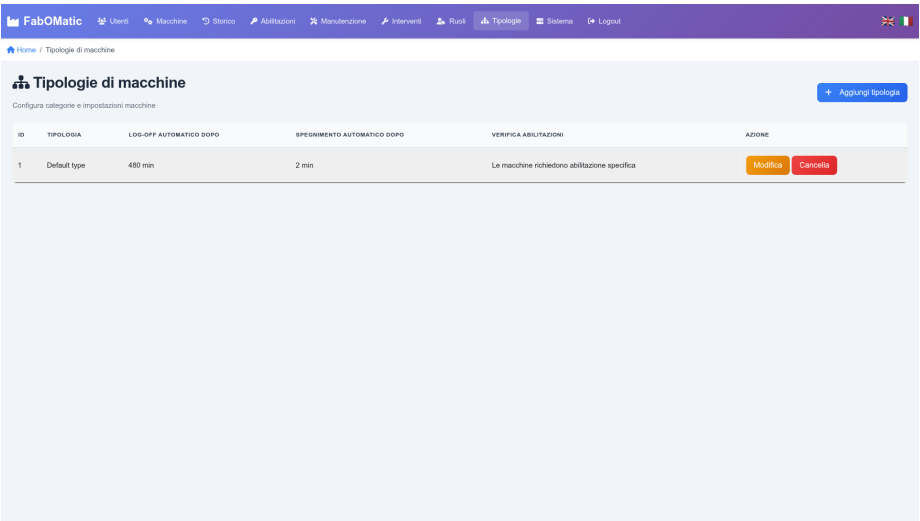 FabOMatic Utenti Macchine Storico Abilitazioni Manutenzione Interventi Ruoli Tipologie Sistema Logout
Home / Tipologie di macchine
Tipologie di macchine
Configura categorie e impostazioni macchine
+ Aggiungi tipologia
ID TIPOLOGIA LOG-OFF AUTOMATICO DOPO SPEGNIMENTO AUTOMATICO DOPO VERIFICA ABILITAZIONI AZIONE
1 Default type 480 min 2 min Le macchine richiedono abilitazione specifica Modifica Cancella